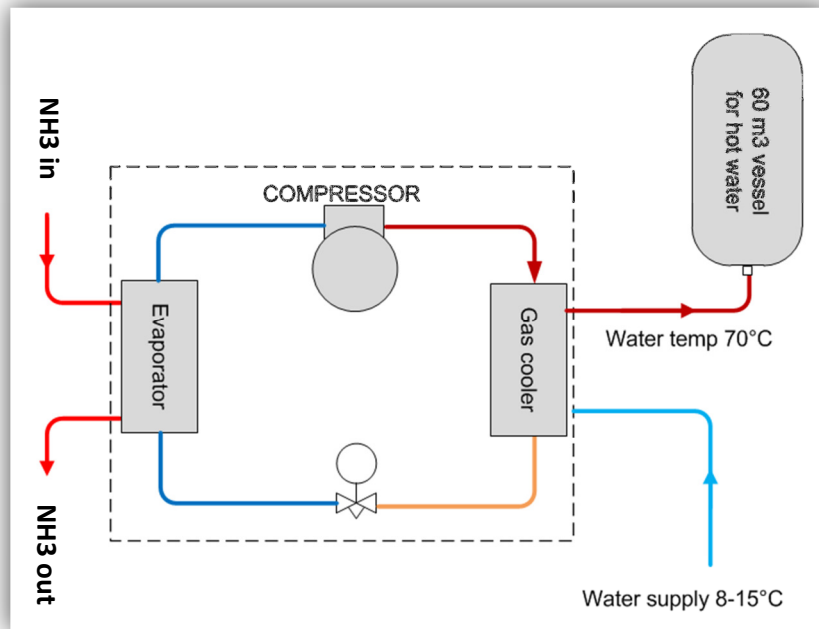 NH3 in
NH3 out
COMPRESSOR
Evaporator
Gas cooler
60 m3 vessel
for hot water
Water temp 70°C
Water supply 8-15°C